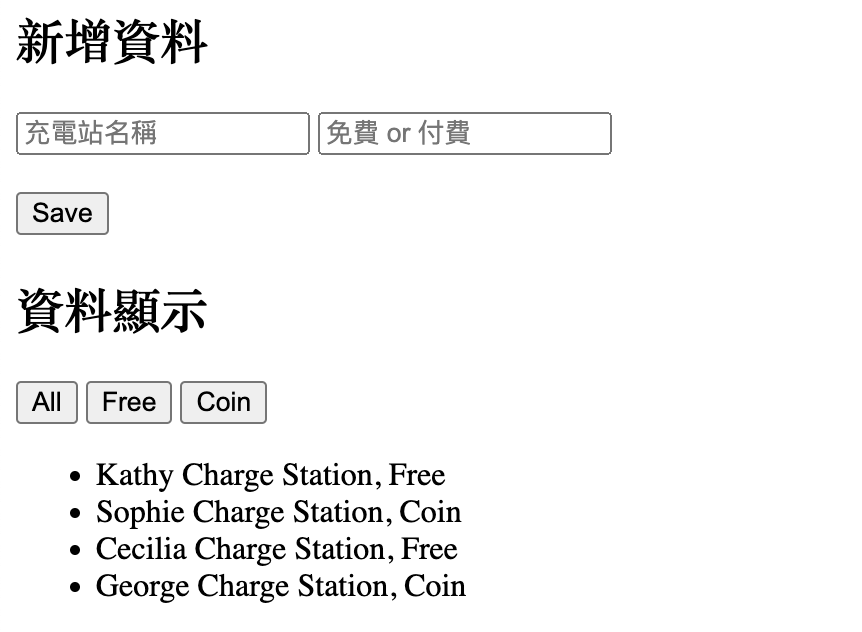 新增資料
充電站名稱 免費 or 付費
Save
資料顯示
All Free Coin
Kathy Charge Station, Free
Sophie Charge Station, Coin
Cecilia Charge Station, Free
George Charge Station, Coin